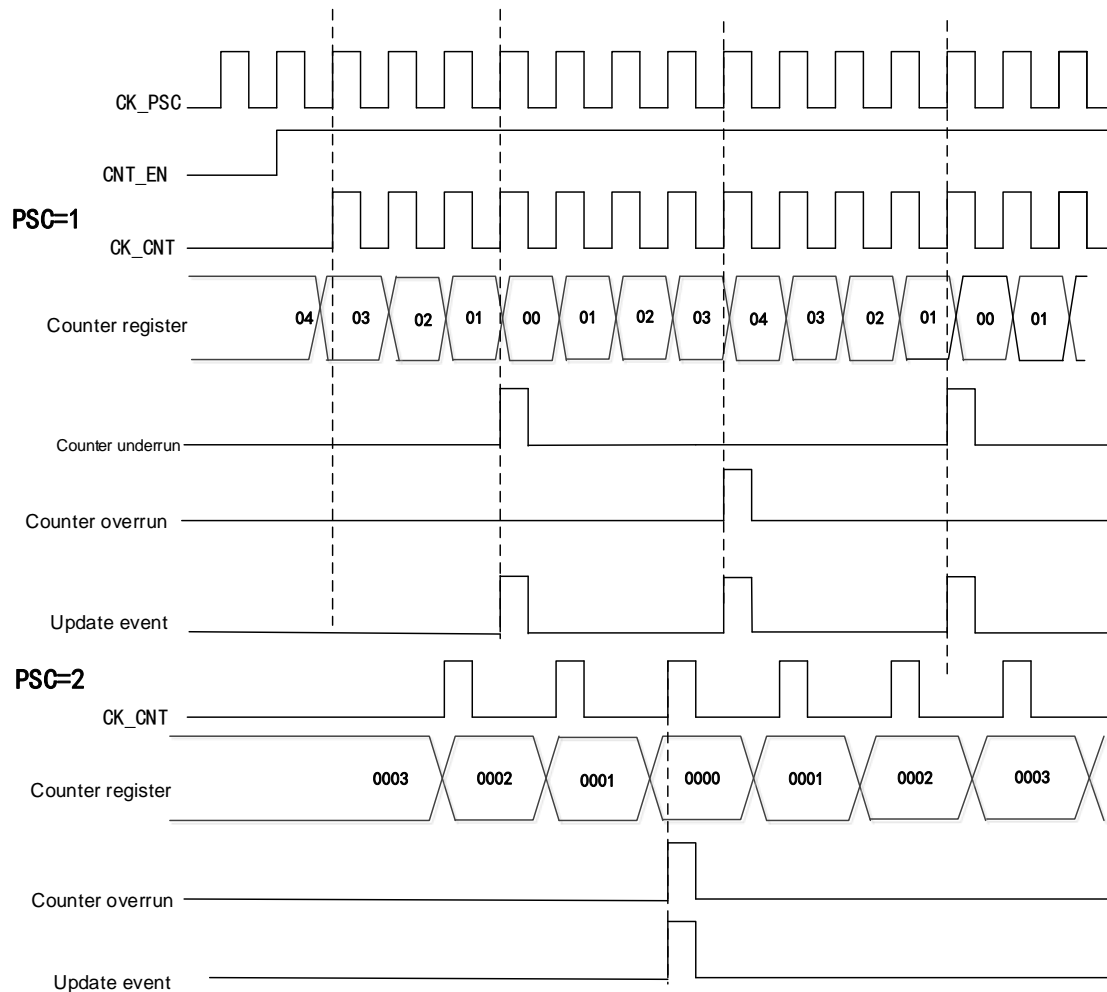 CK_PSC
CNT_EN
PSC=1
CK_CNT
Counter register 04 03 02 01 00 01 02 03 04 03 02 01 00 01
Counter underrun
Counter overrun
Update event
PSC=2
CK_CNT
Counter register 0003 0002 0001 0000 0001 0002 0003
Counter overrun
Update event